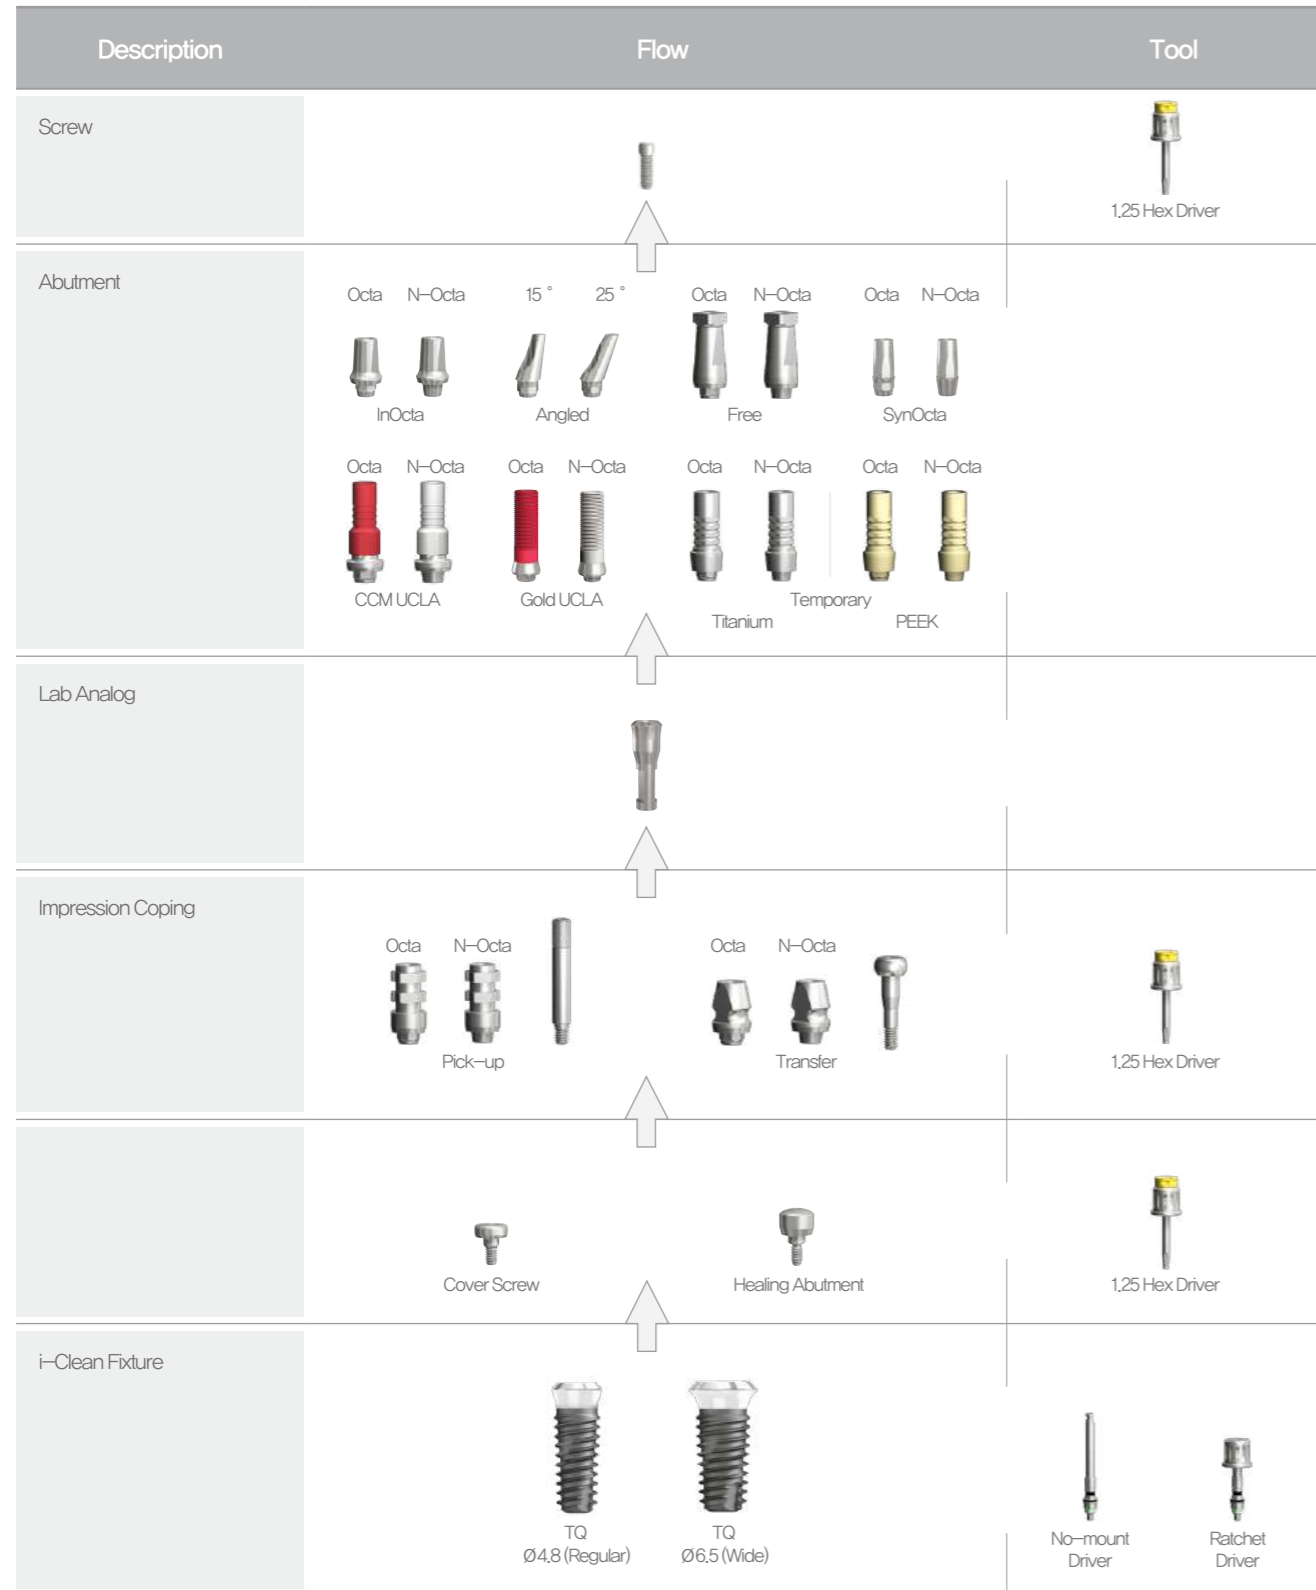 Description Flow Tool
Screw
1.25 Hex Driver
Abutment
Octa N-Octa 15° 25° Octa N-Octa Octa N-Octa
InOcta Angled Free SynOcta
Octa N-Octa Octa N-Octa Octa N-Octa Octa N-Octa
CCM UCLA Gold UCLA Temporary
Titanium PEEK
Lab Analog
Impression Coping
Octa N-Octa Octa N-Octa
Pick-up Transfer 1.25 Hex Driver
Cover Screw Healing Abutment 1.25 Hex Driver
i-Clean Fixture
TQ TQ No-mount Ratchet
Ø4.8 (Regular) Ø6.5 (Wide) Driver Driver